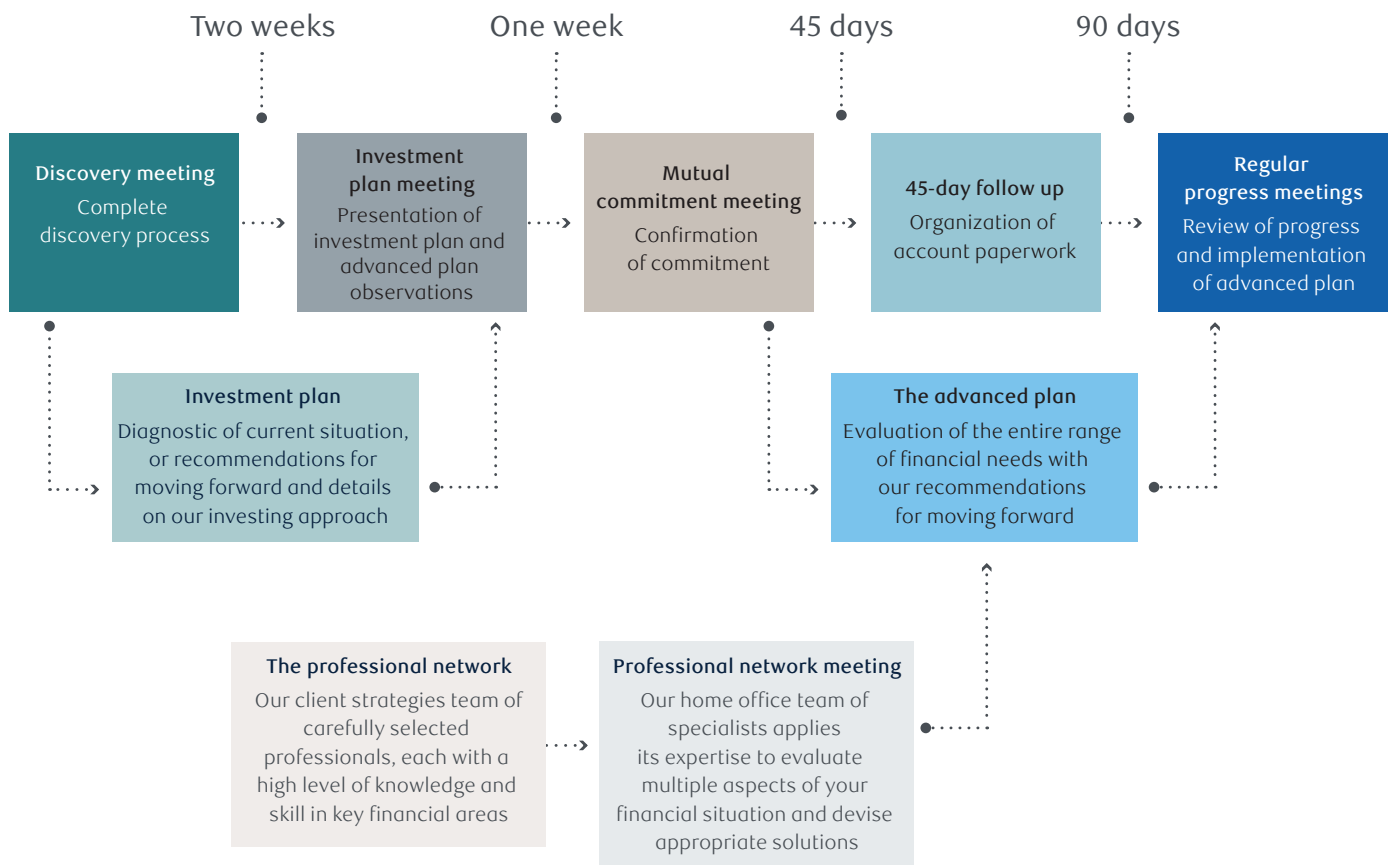 Two weeks
One week
45 days
90 days
Discovery meeting
Complete
discovery process
Investment
plan meeting
Presentation of
investment plan and
advanced plan
observations
Mutual
commitment meeting
Confirmation
of commitment
45-day follow up
Organization of
account paperwork
Regular
progress meetings
Review of progress
and implementation
of advanced plan
Investment plan
Diagnostic of current situation,
or recommendations for
moving forward and details
on our investing approach
The advanced plan
Evaluation of the entire range
of financial needs with
our recommendations
for moving forward
The professional network
Our client strategies team of
carefully selected
professionals, each with a
high level of knowledge and
skill in key financial areas
Professional network meeting
Our home office team of
specialists applies
its expertise to evaluate
multiple aspects of your
financial situation and devise
appropriate solutions